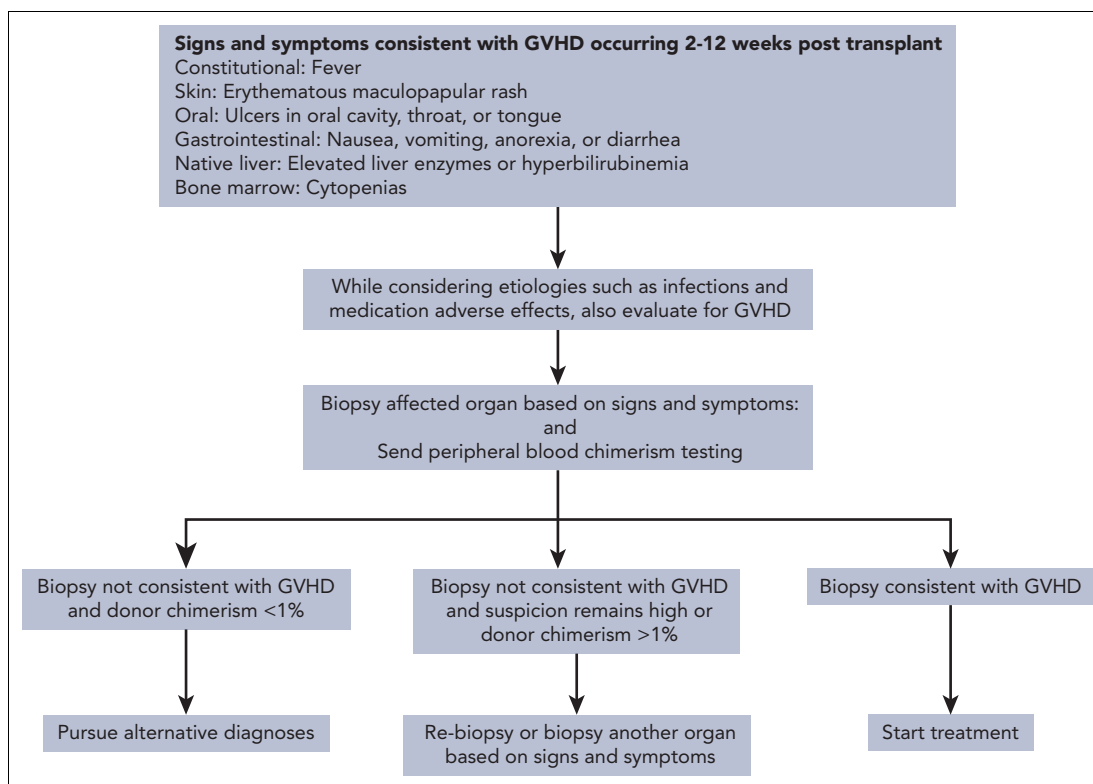 Signs and symptoms consistent with GVHD occurring 2-12 weeks post transplant
Constitutional: Fever
Skin: Erythematous maculopapular rash
Oral: Ulcers in oral cavity, throat, or tongue
Gastrointestinal: Nausea, vomiting, anorexia, or diarrhea
Native liver: Elevated liver enzymes or hyperbilirubinemia
Bone marrow: Cytopenias
While considering etiologies such as infections and
medication adverse effects, also evaluate for GVHD
Biopsy affected organ based on signs and symptoms:
and
Send peripheral blood chimerism testing
Biopsy not consistent with GVHD
and donor chimerism <1%
Biopsy not consistent with GVHD
and suspicion remains high or
donor chimerism >1%
Biopsy consistent with GVHD
Pursue alternative diagnoses
Re-biopsy or biopsy another organ
based on signs and symptoms
Start treatment